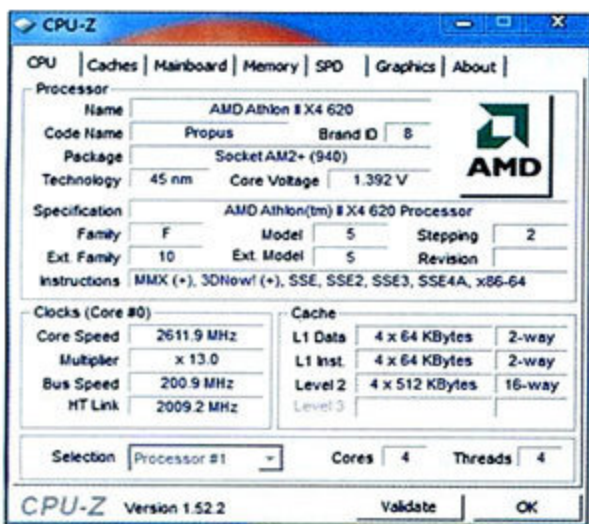 CPU-Z
CPU Caches Mainboard Memory SPD Graphics About
Processor
Name AMD Athlon II X4 620
Code Name Propus Brand ID 8
Package Socket AM2+ (940)
Technology 45 nm Core Voltage 1.392 V
AMD
Specification AMD Athlon(tm) II X4 620 Processor
Family F Model 5 Stepping 2
Ext. Family 10 Ext. Model 5 Revision
Instructions MMX (+), 3DNow! (+), SSE, SSE2, SSE3, SSE4A, x86-64
Clocks (Core #0)
Core Speed 2611.9 MHz
Multiplier x 13.0
Bus Speed 200.9 MHz
HT Link 2009.2 MHz
Cache
L1 Data 4 x 64 KBytes 2-way
L1 Inst. 4 x 64 KBytes 2-way
Level 2 4 x 512 KBytes 16-way
Level 3
Selection Processor #1 Cores 4 Threads 4
CPU-Z Version 1.52.2 Validate OK